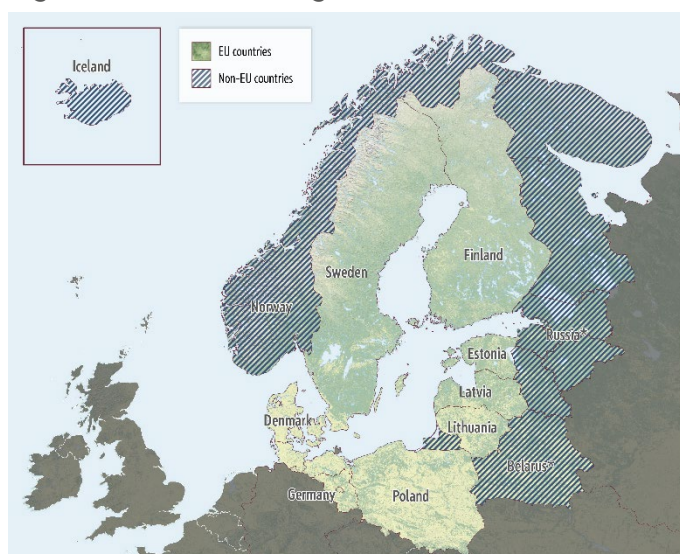 Iceland
EU countries
Non-EU countries
Sweden
Finland
Norway
Russia*
Estonia
Latvia
Denmark
Lithuania
Belarus*
Germany
Poland